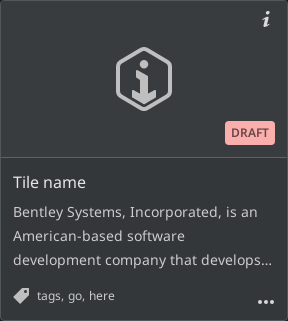 DRAFT
Tile name
Bentley Systems, Incorporated, is an
American-based software
development company that develops...
tags, go, here